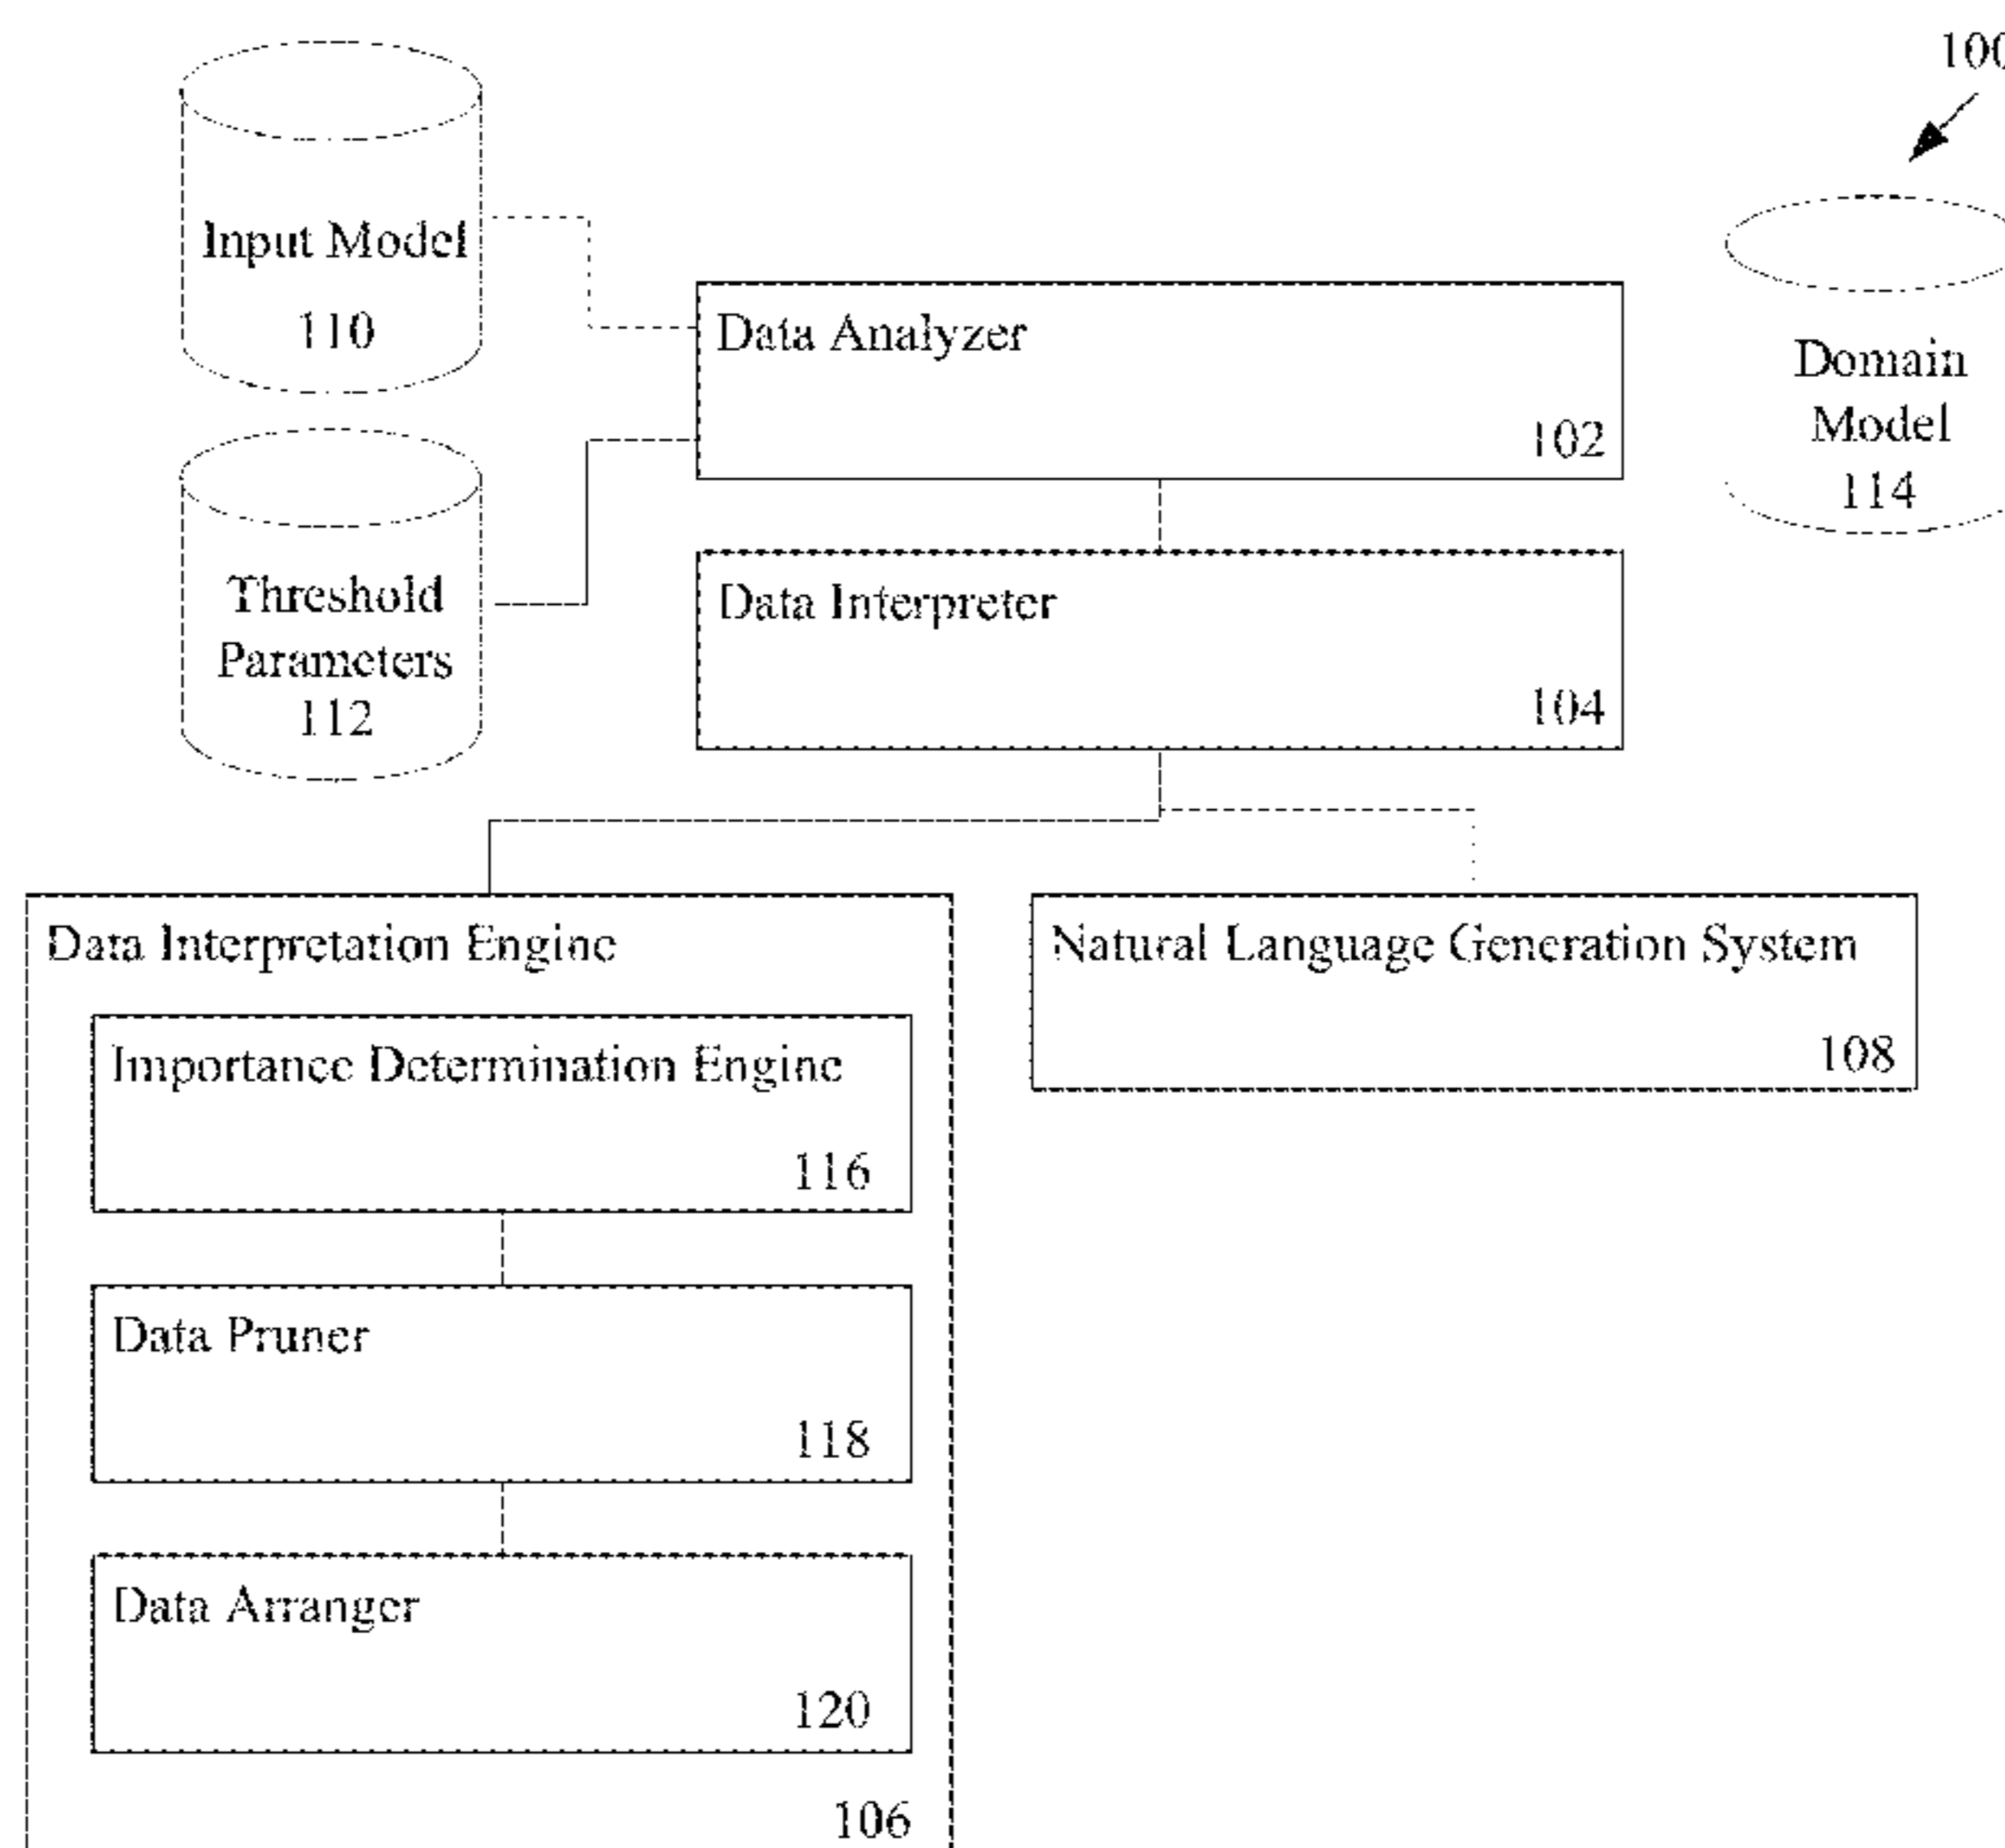 100
Input Model
110
Data Analyzer
102
Domain
Model
114
Threshold
Parameters
112
Data Interpreter
104
Data Interpretation Engine
Importance Determination Engine
116
Data Pruner
118
Data Arranger
120
106
Natural Language Generation System
108